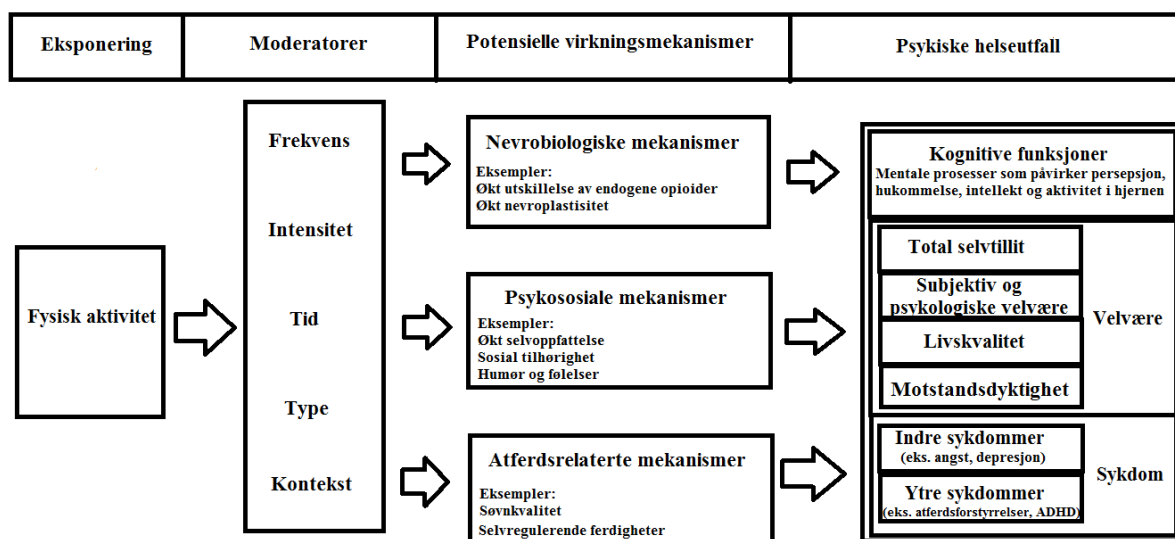 Eksponering
Moderatorer
Potensielle virkningsmekanismer
Psykiske helseutfall
Fysisk aktivitet
Frekvens
Intensitet
Tid
Type
Kontekst
Nevrobiologiske mekanismer
Eksempler:
Økt utskillelse av endogene opioider
Økt nevroplastisitet
Psykososiale mekanismer
Eksempler:
Økt selvoppfattelse
Sosial tilhørighet
Humør og følelser
Atferdsrelaterte mekanismer
Eksempler:
Søvnkvalitet
Selvregulerende ferdigheter
Kognitive funksjoner
Mentale prosesser som påvirker persepsjon,
hukommelse, intellekt og aktivitet i hjernen
Total selvtillit
Subjektiv og
psykologiske velvære
Livskvalitet
Motstandsdyktighet
Velvære
Indre sykdommer
(eks. angst, depresjon)
Ytre sykdommer
(eks. atferdsforstyrrelser, ADHD)
Sykdom